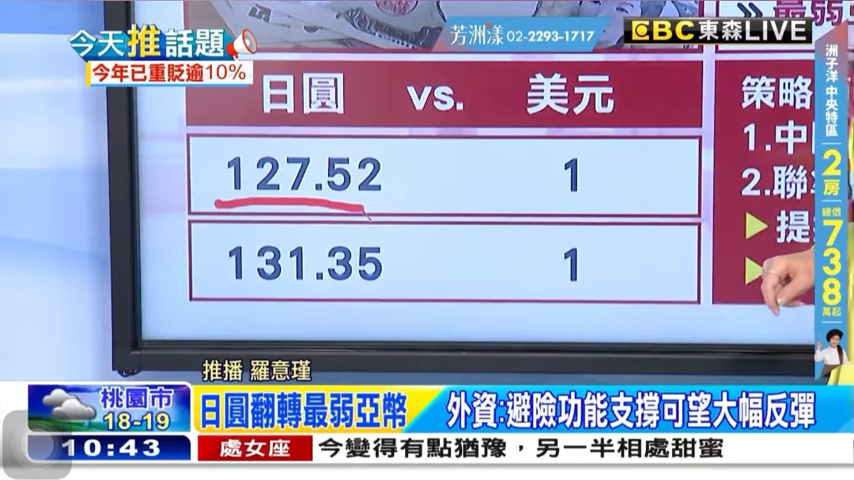 今天推話題
今年已重貶逾10%
芳洲漾 02-2293-1717
EBC東森LIVE
最弱
日圓 vs. 美元
127.52 1
131.35 1
策略
1.中
2.聯
提
洲子洋 中央特區
2房
總價
738
萬起
推播 羅意瑾
桃園市
18-19
日圓翻轉最弱亞幣 外資:避險功能支撐可望大幅反彈
10:43 處女座 今變得有點猶豫,另一半相處甜蜜